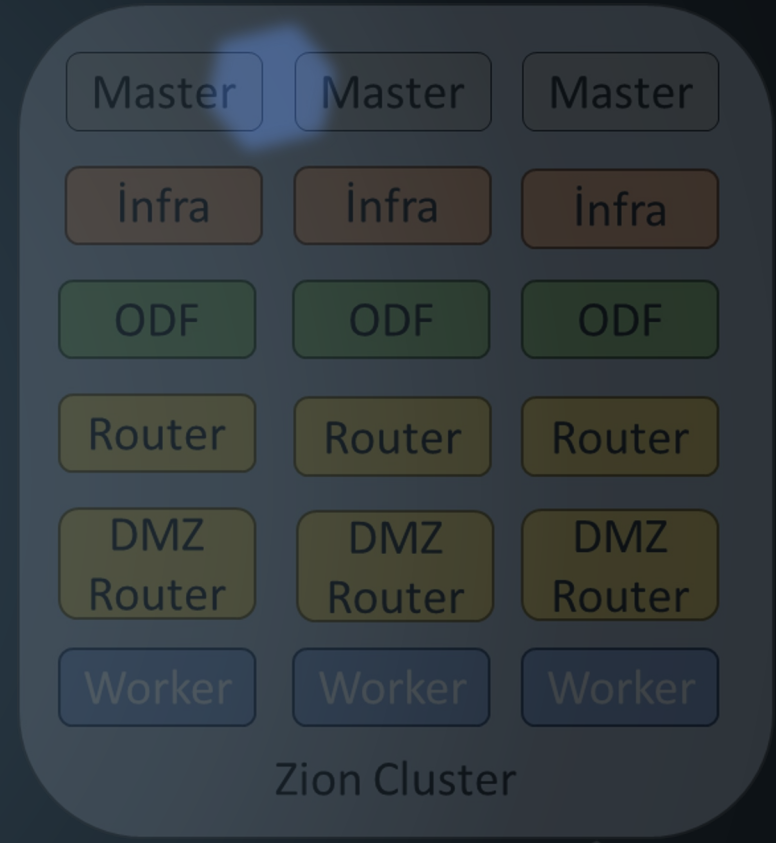 Master Master Master
İnfra İnfra İnfra
ODF ODF ODF
Router Router Router
DMZ DMZ DMZ
Router Router Router
Worker Worker Worker
Zion Cluster